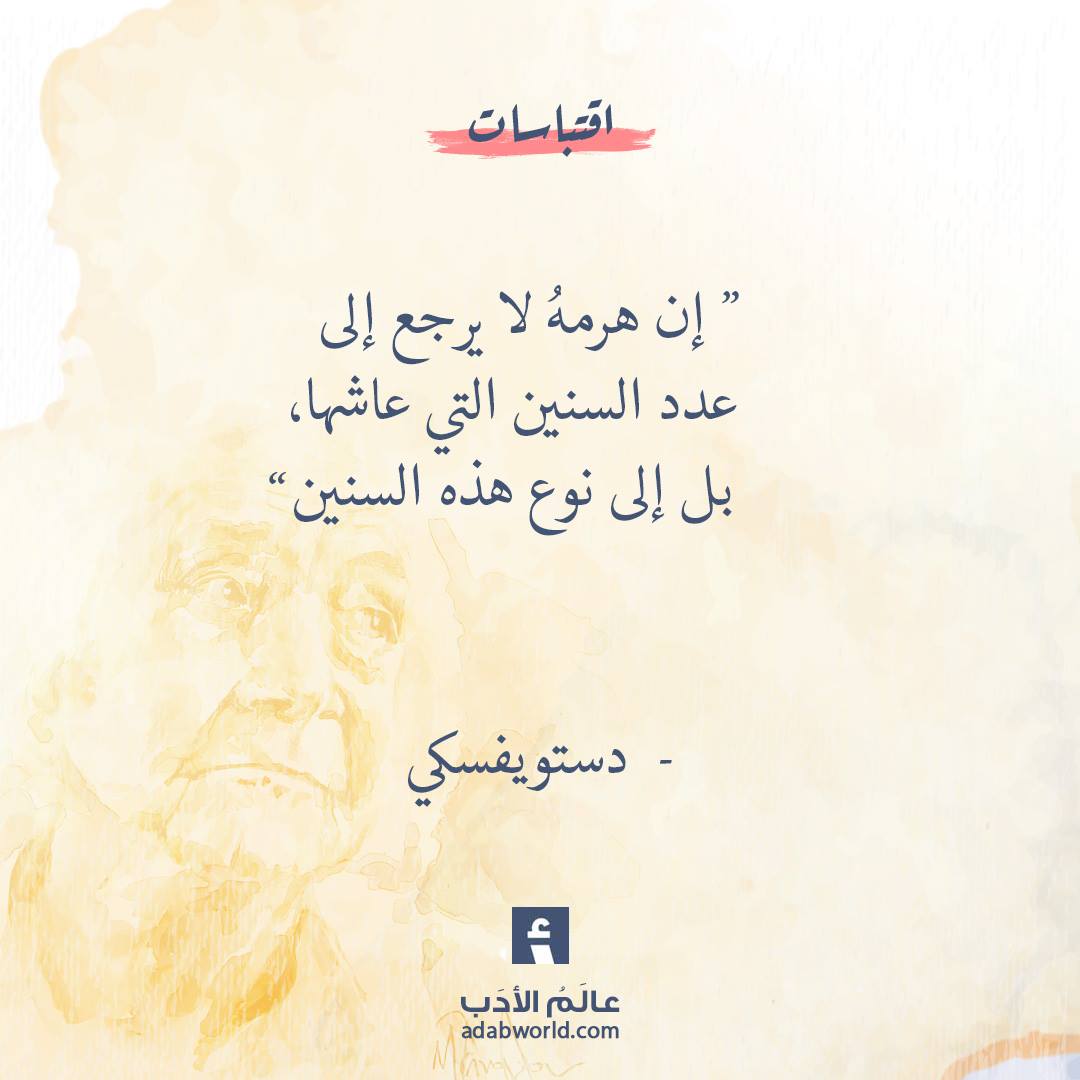 اقتباسات
” إن هرمهُ لا يرجع إلى
عدد السنين التي عاشها،
بل إلى نوع هذه السنين “
- دستويفسكي
أ
عالَمُ الأدَب
adabworld.com